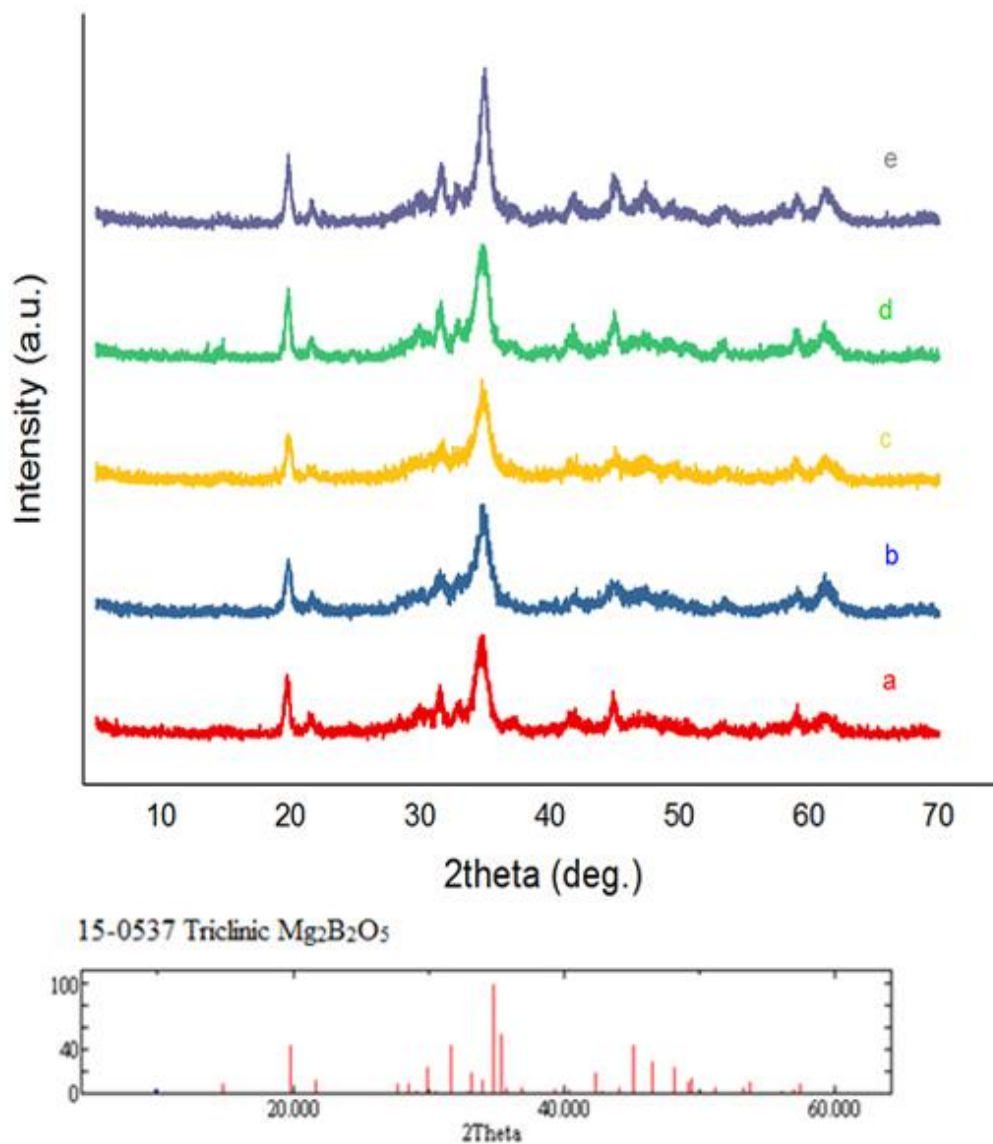 Intensity (a.u.)
e
d
c
b
a
10 20 30 40 50 60 70
2theta (deg.)
15-0537 Triclinic Mg₂B₂O₅
100
40
0
20.000 40.000 60.000
2Theta